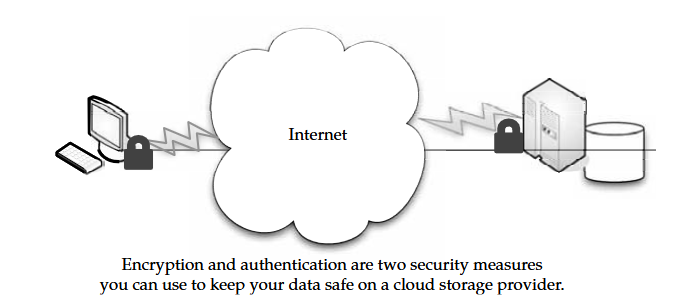 Internet
Encryption and authentication are two security measures
you can use to keep your data safe on a cloud storage provider.